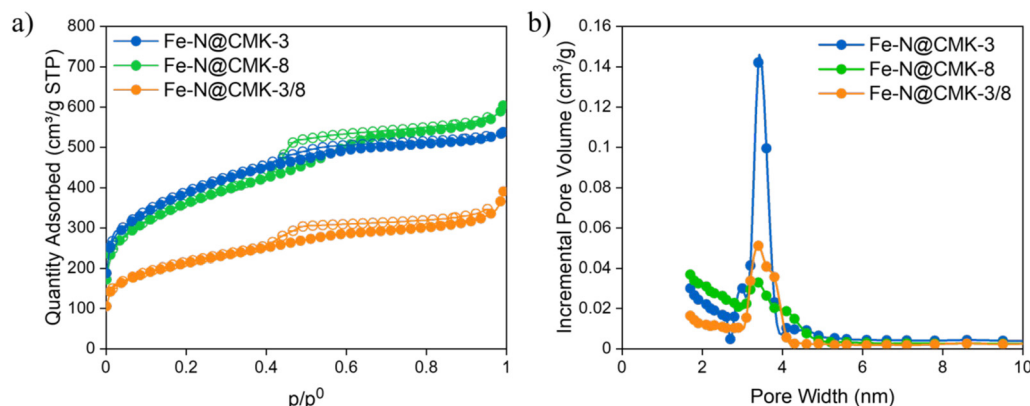 a)
Quantity Adsorbed (cm³/g STP)
800
700
600
500
400
300
200
100
0
Fe-N@CMK-3
Fe-N@CMK-8
Fe-N@CMK-3/8
0 0.2 0.4 0.6 0.8 1
p/p⁰
b)
Incremental Pore Volume (cm³/g)
0.16
0.14
0.12
0.10
0.08
0.06
0.04
0.02
0
Fe-N@CMK-3
Fe-N@CMK-8
Fe-N@CMK-3/8
0 2 4 6 8 10
Pore Width (nm)